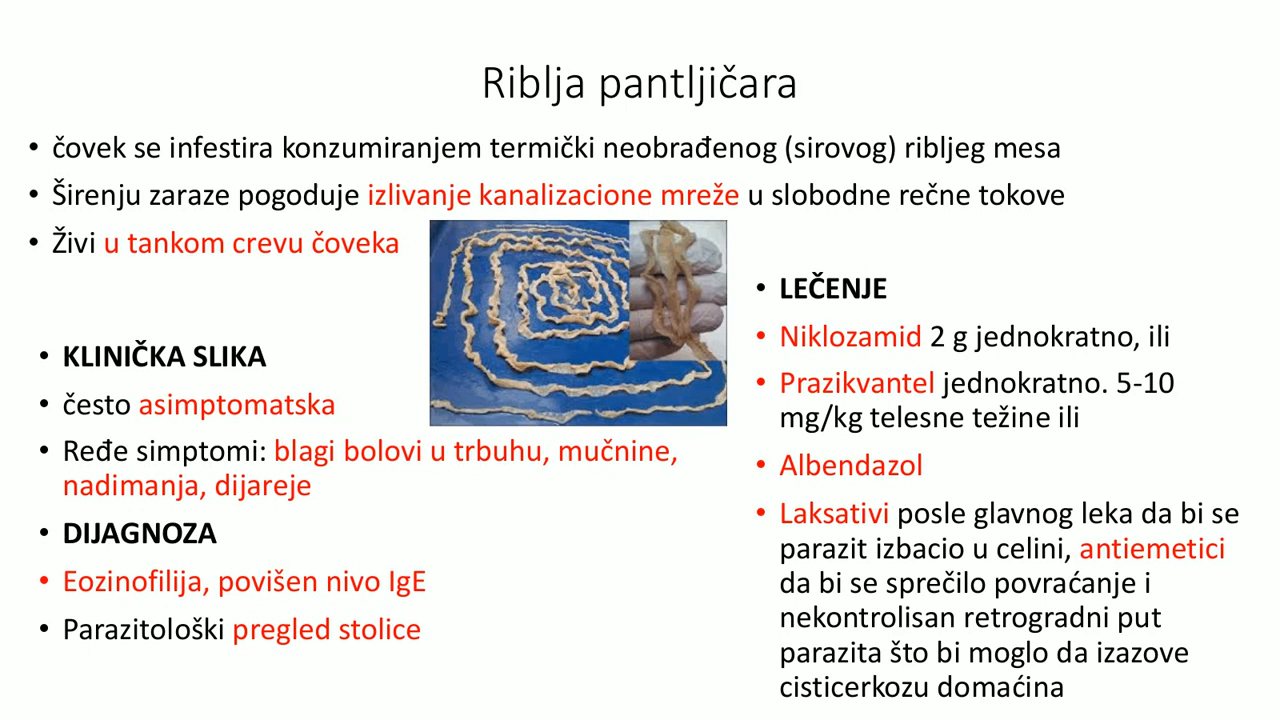 Riblja pantljičara
• čovek se infestira konzumiranjem termički neobrađenog (sirovog) ribljeg mesa
• Širenju zaraze pogoduje izlivanje kanalizacione mreže u slobodne rečne tokove
• Živi u tankom crevu čoveka
• KLINIČKA SLIKA
• često asimptomatska
• Ređe simptomi: blagi bolovi u trbuhu, mučnine,
nadimanja, dijareje
• DIJAGNOZA
• Eozinofilija, povišen nivo IgE
• Parazitološki pregled stolice
• LEČENJE
• Niklozamid 2 g jednokratno, ili
• Prazikvantel jednokratno. 5-10
mg/kg telesne težine ili
• Albendazol
• Laksativi posle glavnog leka da bi se
parazit izbacio u celini, antiemetici
da bi se sprečilo povraćanje i
nekontrolisan retrogradni put
parazita što bi moglo da izazove
cisticerkozu domaćina